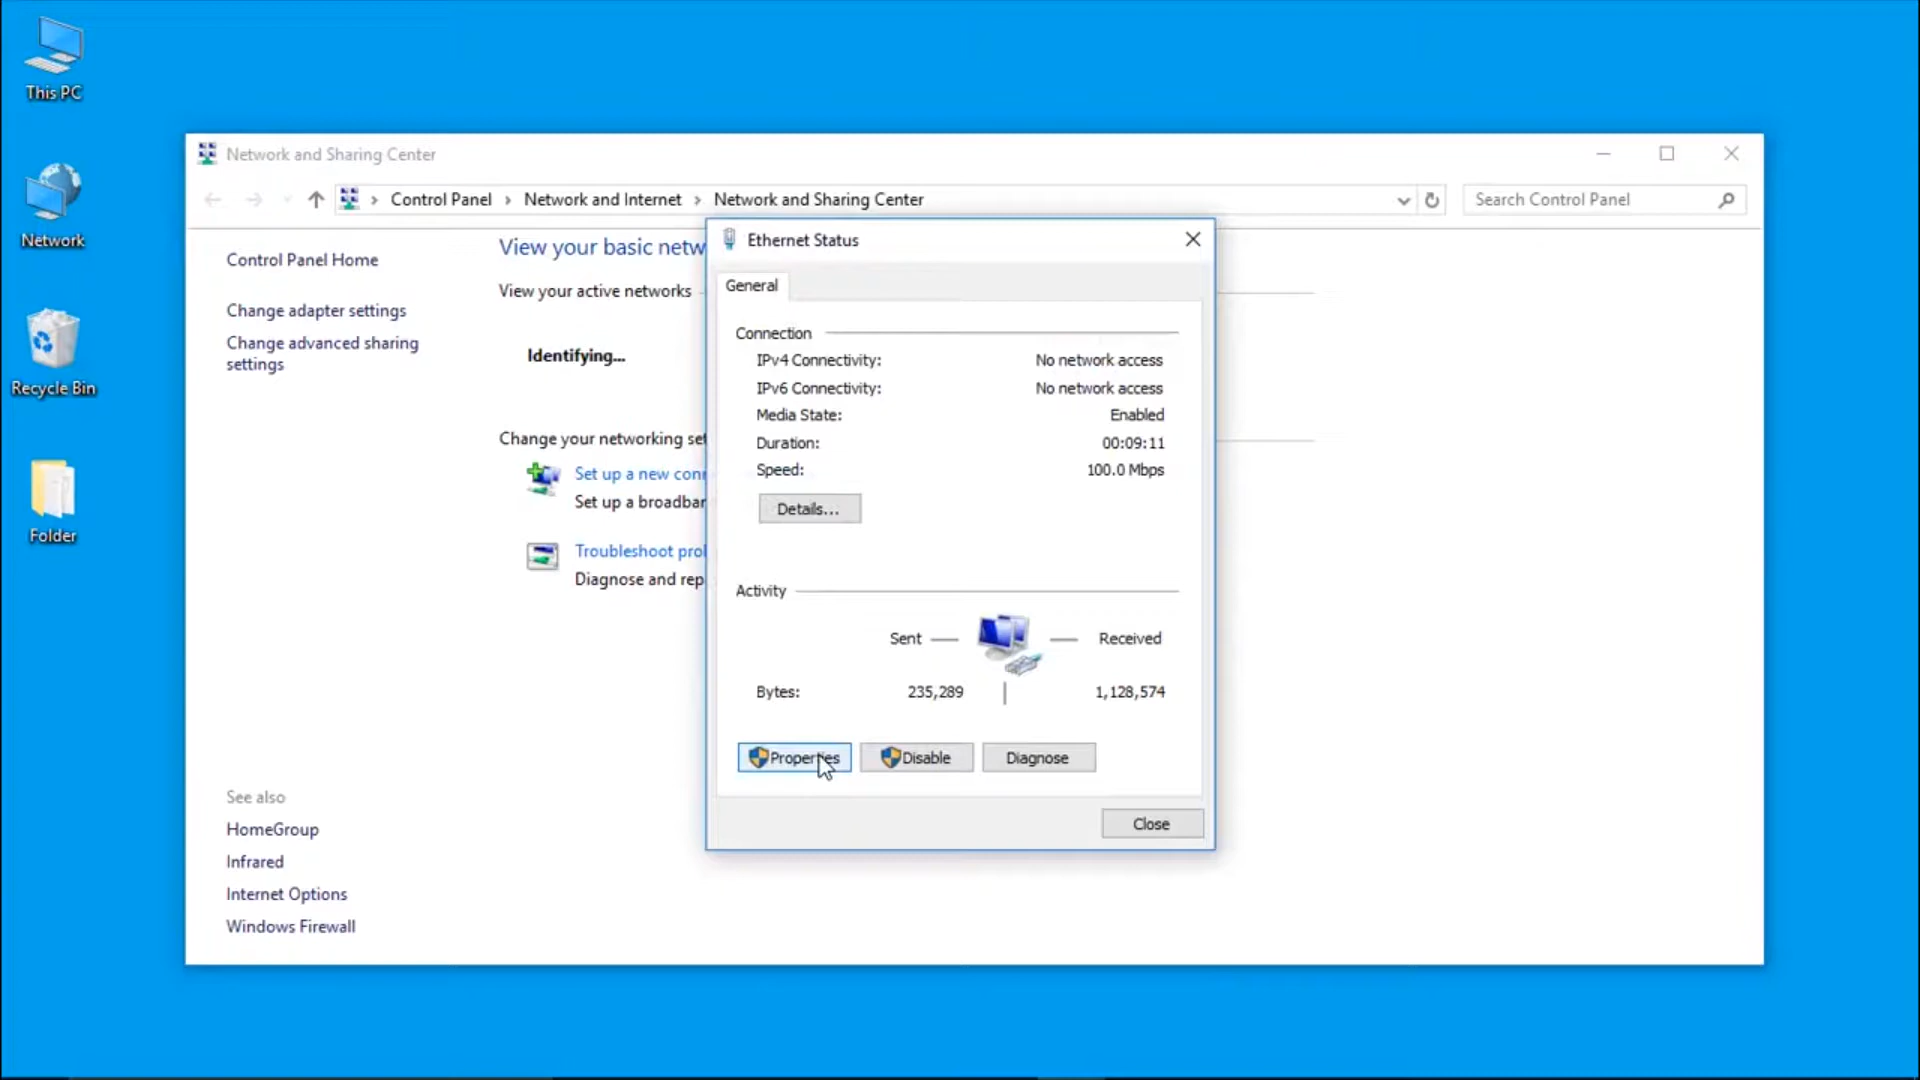 This PC
Network
Recycle Bin
Folder
Network and Sharing Center
Control Panel
Network and Internet
Network and Sharing Center
Search Control Panel
Control Panel Home
Change adapter settings
Change advanced sharing
settings
See also
HomeGroup
Infrared
Internet Options
Windows Firewall
View your basic netw
View your active networks
Identifying...
Change your networking set
Set up a new conn
Set up a broadban
Troubleshoot prol
Diagnose and rep
Ethernet Status
General
Connection
IPv4 Connectivity: No network access
IPv6 Connectivity: No network access
Media State: Enabled
Duration: 00:09:11
Speed: 100.0 Mbps
Details...
Activity
Sent Received
Bytes: 235,289 1,128,574
Properties Disable Diagnose
Close